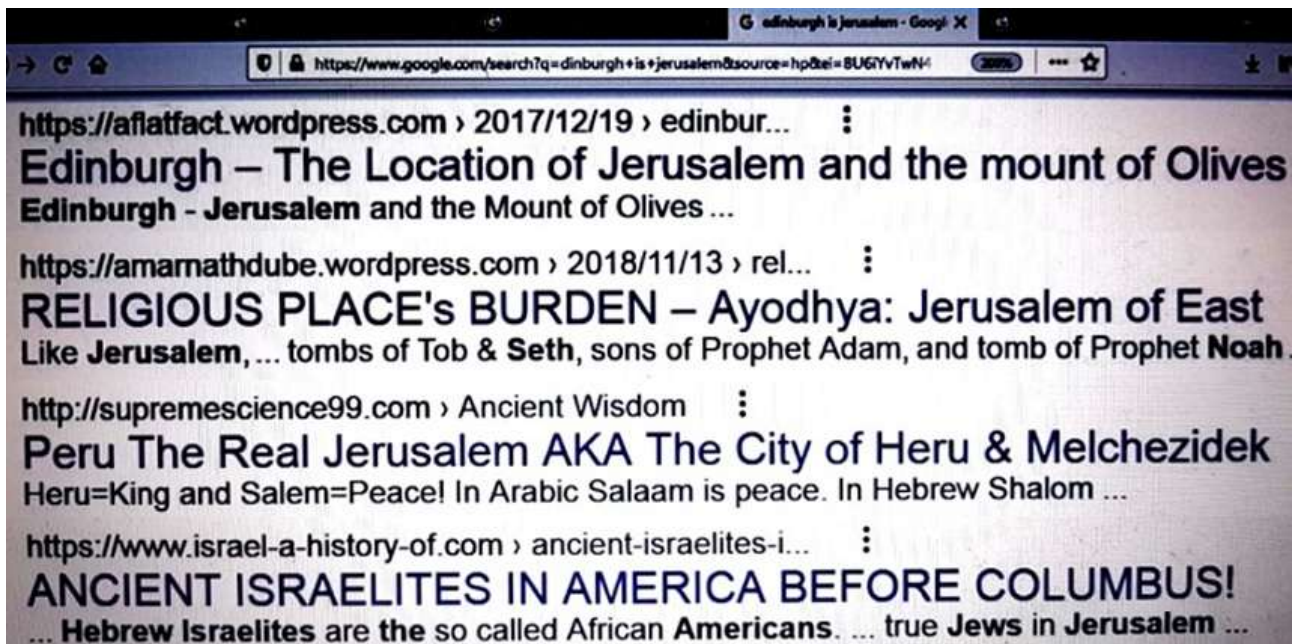 G edinburgh is jerusalem - Googl X
https://www.google.com/search?q=dinburgh+is+jerusalem&source=hp&ei=8U6iYvTwN4
200%
https://aflatfact.wordpress.com › 2017/12/19 › edinbur...
Edinburgh – The Location of Jerusalem and the mount of Olives
Edinburgh - Jerusalem and the Mount of Olives ...
https://amarnathdube.wordpress.com › 2018/11/13 › rel...
RELIGIOUS PLACE's BURDEN – Ayodhya: Jerusalem of East
Like Jerusalem, ... tombs of Tob & Seth, sons of Prophet Adam, and tomb of Prophet Noah.
http://supremescience99.com › Ancient Wisdom
Peru The Real Jerusalem AKA The City of Heru & Melchezidek
Heru=King and Salem=Peace! In Arabic Salaam is peace. In Hebrew Shalom ...
https://www.israel-a-history-of.com › ancient-israelites-i...
ANCIENT ISRAELITES IN AMERICA BEFORE COLUMBUS!
... Hebrew Israelites are the so called African Americans. ... true Jews in Jerusalem ...